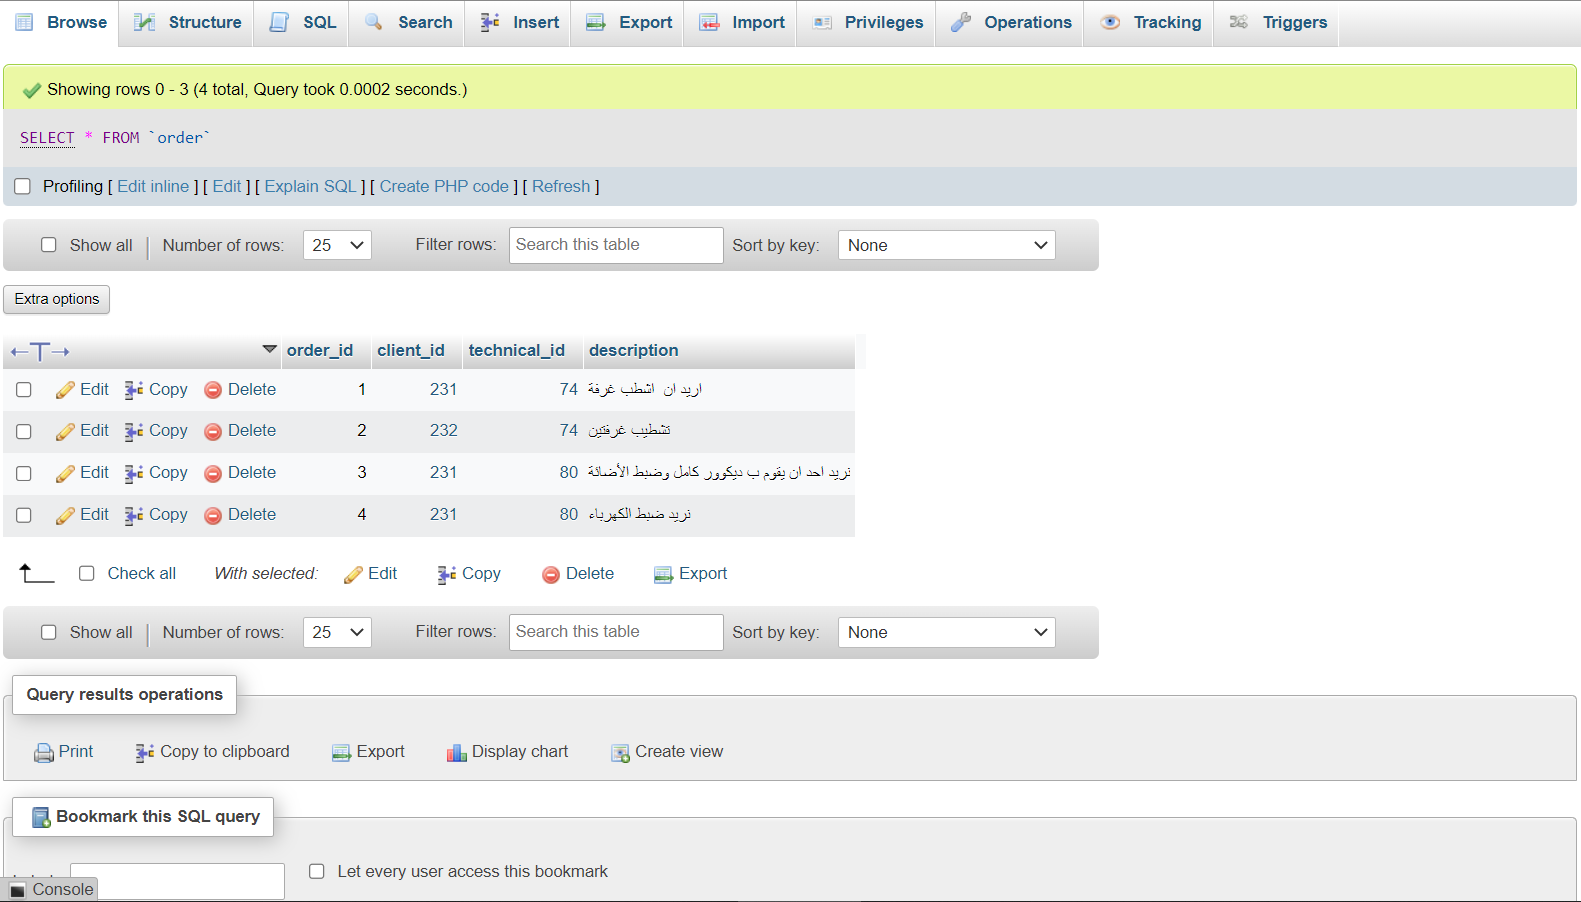 Browse Structure SQL Search Insert Export Import Privileges Operations Tracking Triggers
Showing rows 0 - 3 (4 total, Query took 0.0002 seconds.)
SELECT * FROM `order`
Profiling [ Edit inline ] [ Edit ] [ Explain SQL ] [ Create PHP code ] [ Refresh ]
Show all Number of rows: 25 Filter rows: Search this table Sort by key: None
Extra options
←T→ order_id client_id technical_id description
Edit Copy Delete 1 231 74 اريد ان اشطب غرفة
Edit Copy Delete 2 232 74 تشطيب غرفتين
Edit Copy Delete 3 231 80 نريد احد ان يقوم ب ديكوور كامل وضبط الأضائة
Edit Copy Delete 4 231 80 نريد ضبط الكهرباء
Check all With selected: Edit Copy Delete Export
Show all Number of rows: 25 Filter rows: Search this table Sort by key: None
Query results operations
Print Copy to clipboard Export Display chart Create view
Bookmark this SQL query
Let every user access this bookmark
Console